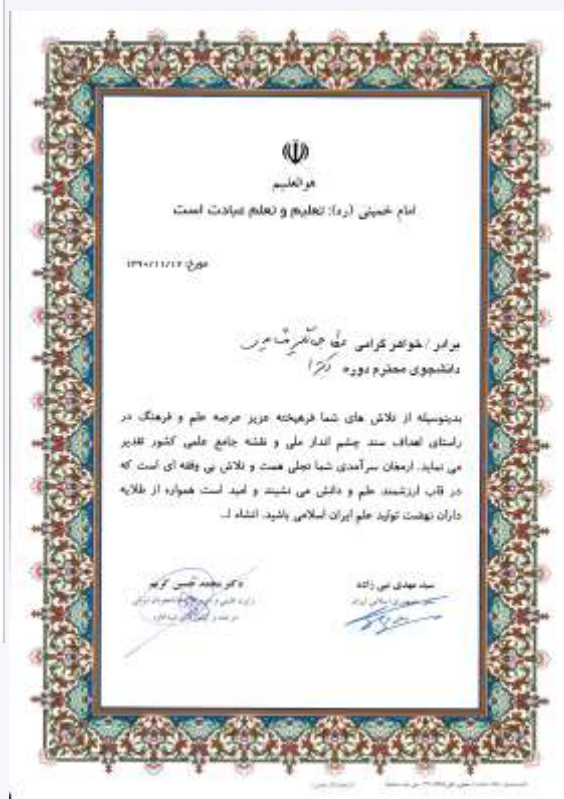 هوالعلیم
امام خمینی (ره): تعلیم و تعلم عبادت است
مورخ: ۱۳۹۰/۱۱/۱۲
برادر / خواهر گرامی
دانشجوی محترم دوره دکترا
بدینوسیله از تلاش های شما فرهیخته عزیز عرصه علم و فرهنگ در
راستای اهداف سند چشم انداز ملی و نقشه جامع علمی کشور تقدیر
می نماید. ارمغان سرآمدی شما تجلی همت و تلاش بی وقفه ای است که
در قاب ارزشمند علم و دانش می نشیند و امید است همواره از طلایه
داران نهضت تولید علم ایران اسلامی باشید. انشاء ا...
سید مهدی نبی زاده
دکتر محمد حسین کریم